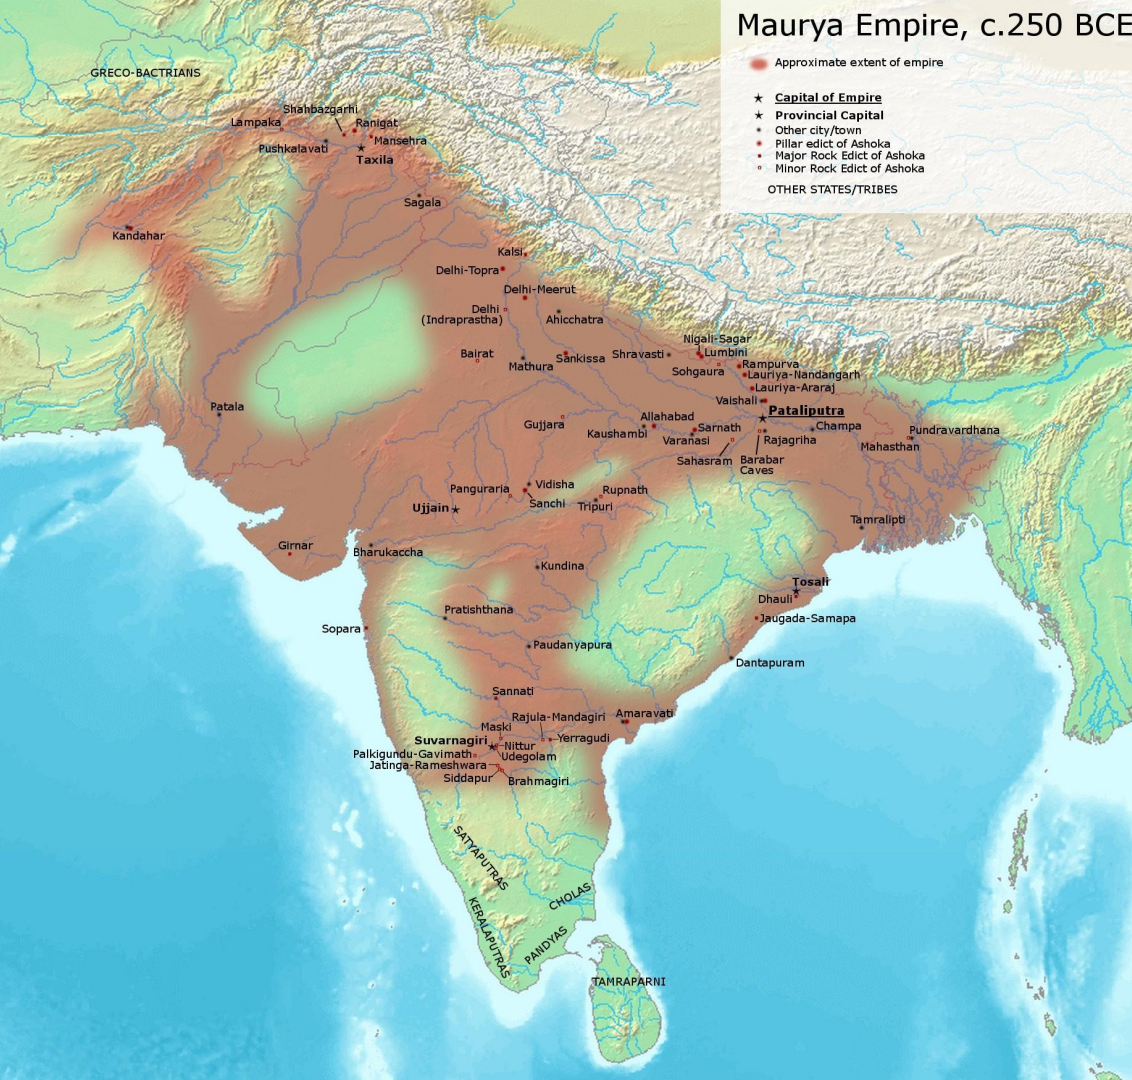 Maurya Empire, c.250 BCE
Approximate extent of empire
Capital of Empire
Provincial Capital
Other city/town
Pillar edict of Ashoka
Major Rock Edict of Ashoka
Minor Rock Edict of Ashoka
OTHER STATES/TRIBES
GRECO-BACTRIANS
Shahbazgarhi
Lampaka
Ranigat
Mansehra
Pushkalavati
Taxila
Sagala
Kandahar
Kalsi
Delhi-Topra
Delhi-Meerut
Delhi
(Indraprastha)
Ahicchatra
Bairat
Mathura
Sankissa
Shravasti
Nigali-Sagar
Lumbini
Sohgaura
Rampurva
Lauriya-Nandangarh
Lauriya-Araraj
Vaishali
Pataliputra
Patala
Gujjara
Allahabad
Kaushambi
Sarnath
Varanasi
Champa
Rajagriha
Pundravardhana
Mahasthan
Sahasram
Barabar
Caves
Panguraria
Vidisha
Sanchi
Rupnath
Tripuri
Ujjain
Tamralipti
Girnar
Bharukaccha
Kundina
Tosali
Dhauli
Jaugada-Samapa
Pratishthana
Sopara
Paudanyapura
Dantapuram
Sannati
Rajula-Mandagiri
Amaravati
Maski
Suvarnagiri
Nittur
Yerragudi
Palkigundu-Gavimath
Udegolam
Jatinga-Rameshwara
Siddapur
Brahmagiri
SATYAPUTRAS
CHOLAS
KERALAPUTRAS
PANDYAS
TAMRAPARNI